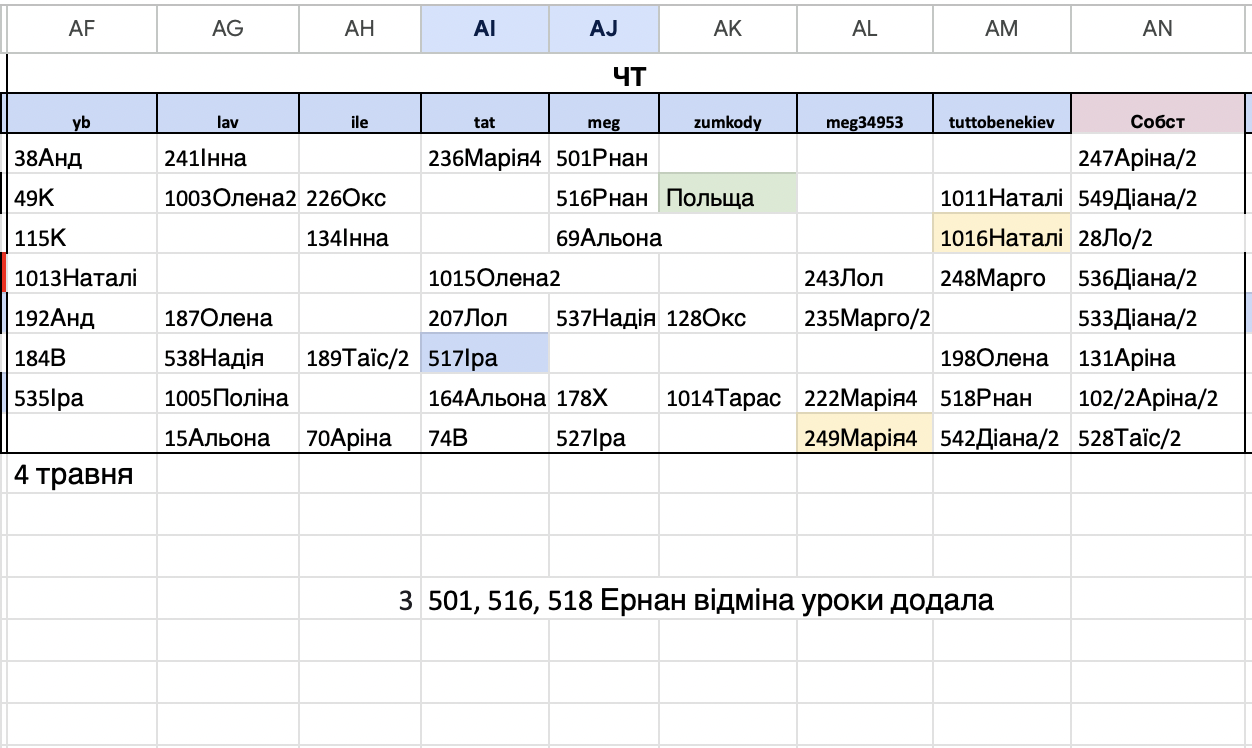 AF AG AH AI AJ AK AL AM AN
ЧТ
yb lav ile tat meg zumkody meg34953 tuttobenekiev Собст
38Анд 241Інна 236Марія4 501Рнан 247Аріна/2
49К 1003Олена2 226Окс 516Рнан Польща 1011Наталі 549Діана/2
115К 134Інна 69Альона 1016Наталі 28Ло/2
1013Наталі 1015Олена2 243Лол 248Марго 536Діана/2
192Анд 187Олена 207Лол 537Надія 128Окс 235Марго/2 533Діана/2
184В 538Надія 189Таїс/2 517Іра 198Олена 131Аріна
535Іра 1005Поліна 164Альона 178Х 1014Тарас 222Марія4 518Рнан 102/2Аріна/2
15Альона 70Аріна 74В 527Іра 249Марія4 542Діана/2 528Таїс/2
4 травня
3 501, 516, 518 Ернан відміна уроки додала